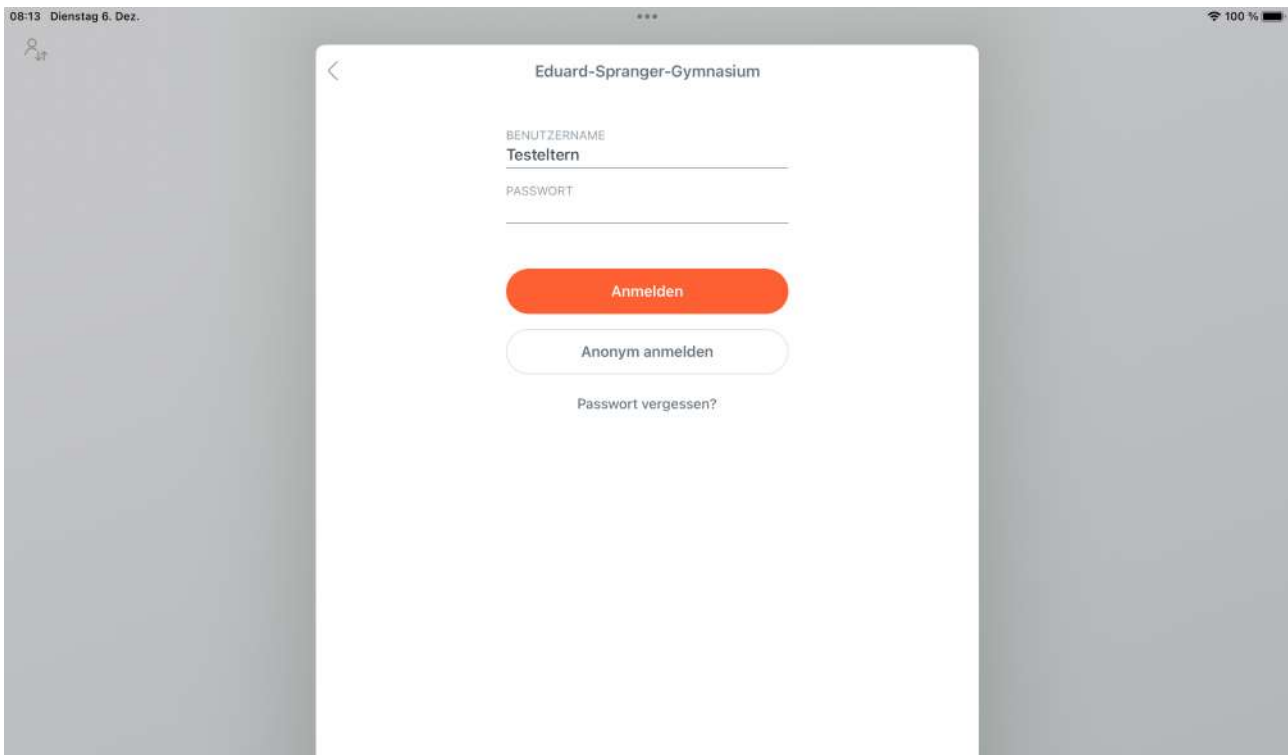 08:13 Dienstag 6. Dez.
100 %
Eduard-Spranger-Gymnasium
BENUTZERNAME
Testeltern
PASSWORT
Anmelden
Anonym anmelden
Passwort vergessen?